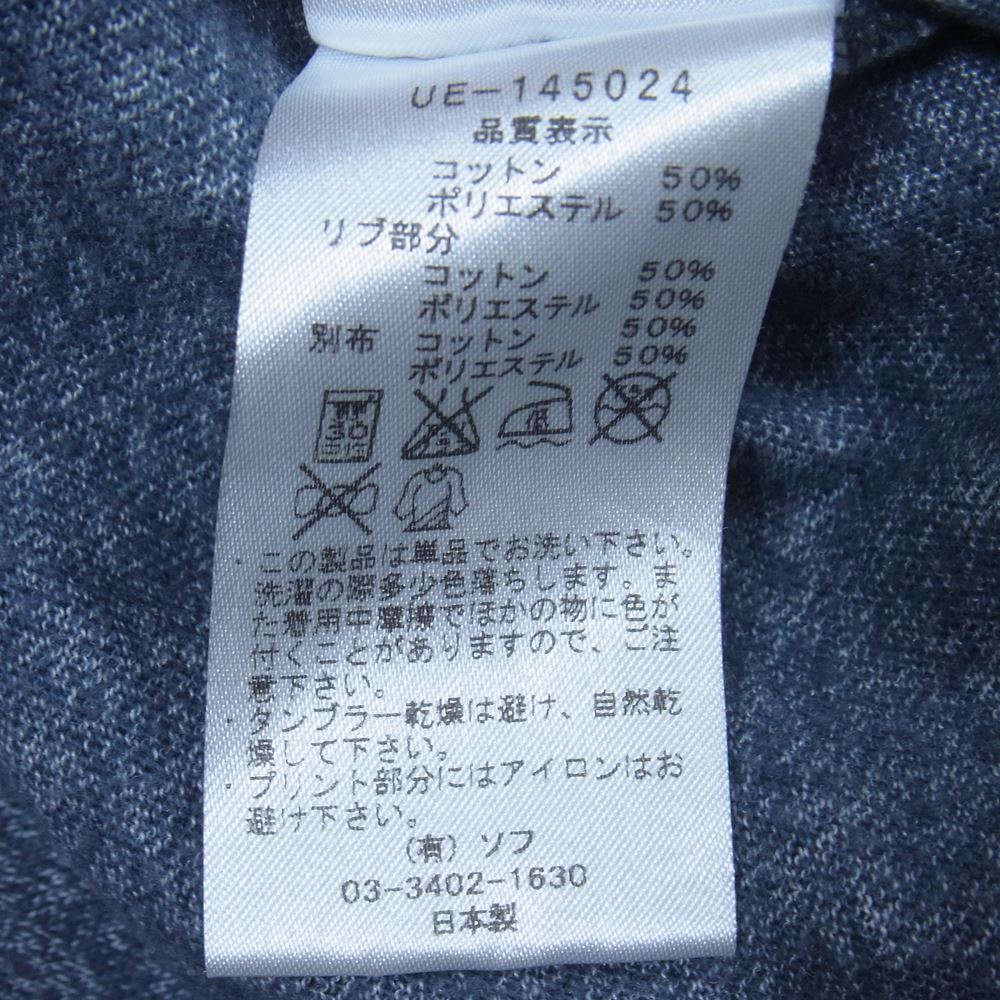 UE-145024
品質表示
コットン 50%
ポリエステル 50%
リブ部分
コットン 50%
ポリエステル 50%
別布 コットン 50%
ポリエステル 50%
低
・この製品は単品でお洗い下さい。
洗濯の際多少色落ちします。ま
た着用中摩擦でほかの物に色が
付くことがありますので、ご注
意下さい。
・タンブラー乾燥は避け、自然乾
燥して下さい。
・プリント部分にはアイロンはお
避け下さい。
(有) ソフ
03-3402-1630
日本製